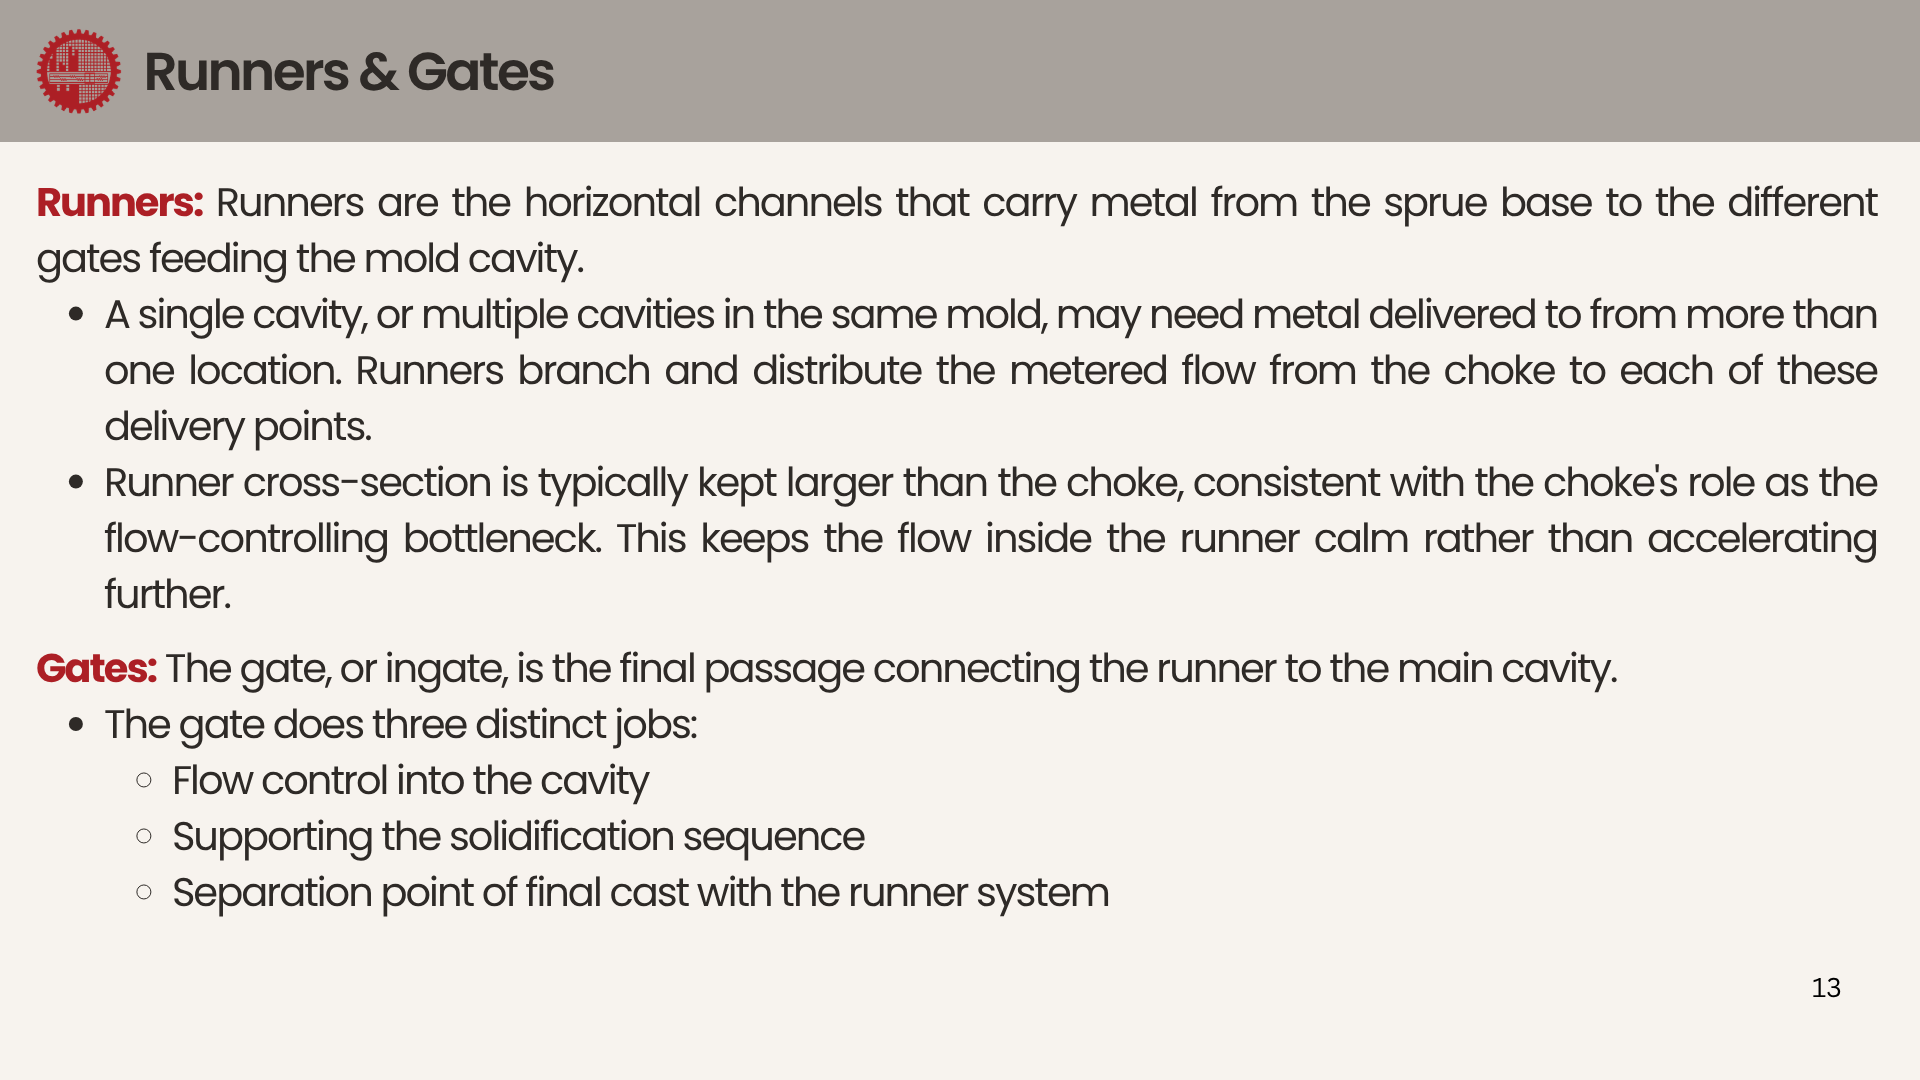 Runners & Gates
Runners: Runners are the horizontal channels that carry metal from the sprue base to the different
gates feeding the mold cavity.
• A single cavity, or multiple cavities in the same mold, may need metal delivered to from more than
one location. Runners branch and distribute the metered flow from the choke to each of these
delivery points.
• Runner cross-section is typically kept larger than the choke, consistent with the choke's role as the
flow-controlling bottleneck. This keeps the flow inside the runner calm rather than accelerating
further.
Gates: The gate, or ingate, is the final passage connecting the runner to the main cavity.
• The gate does three distinct jobs:
○ Flow control into the cavity
○ Supporting the solidification sequence
○ Separation point of final cast with the runner system
13